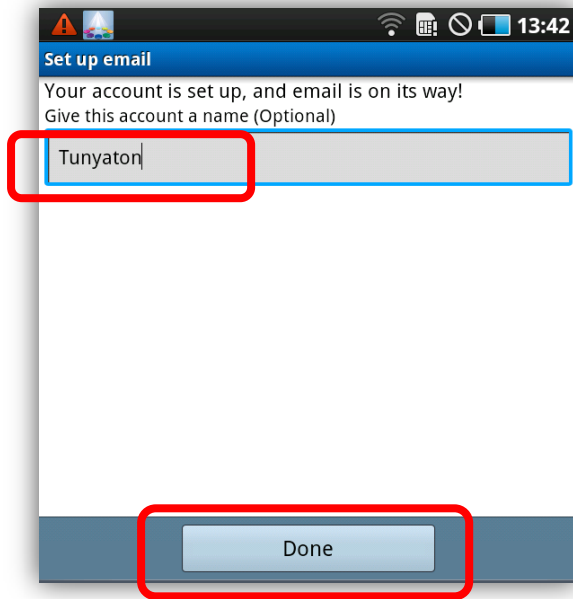 13:42
Set up email
Your account is set up, and email is on its way!
Give this account a name (Optional)
Tunyaton
Done